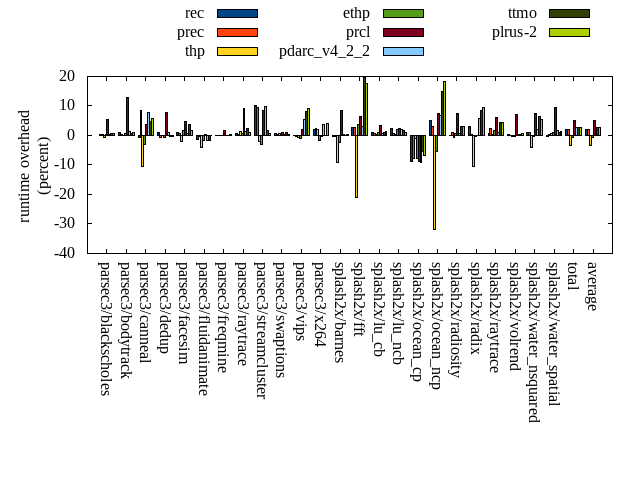 rec ethp ttmo
prec prcl plrus-2
thp pdarc_v4_2_2
runtime overhead
(percent)
20
10
0
-10
-20
-30
-40
parsec3/blackscholes
parsec3/bodytrack
parsec3/canneal
parsec3/dedup
parsec3/facesim
parsec3/fluidanimate
parsec3/freqmine
parsec3/raytrace
parsec3/streamcluster
parsec3/swaptions
parsec3/vips
parsec3/x264
splash2x/barnes
splash2x/fft
splash2x/lu_cb
splash2x/lu_ncb
splash2x/ocean_cp
splash2x/ocean_ncp
splash2x/radiosity
splash2x/radix
splash2x/raytrace
splash2x/volrend
splash2x/water_nsquared
splash2x/water_spatial
total
average